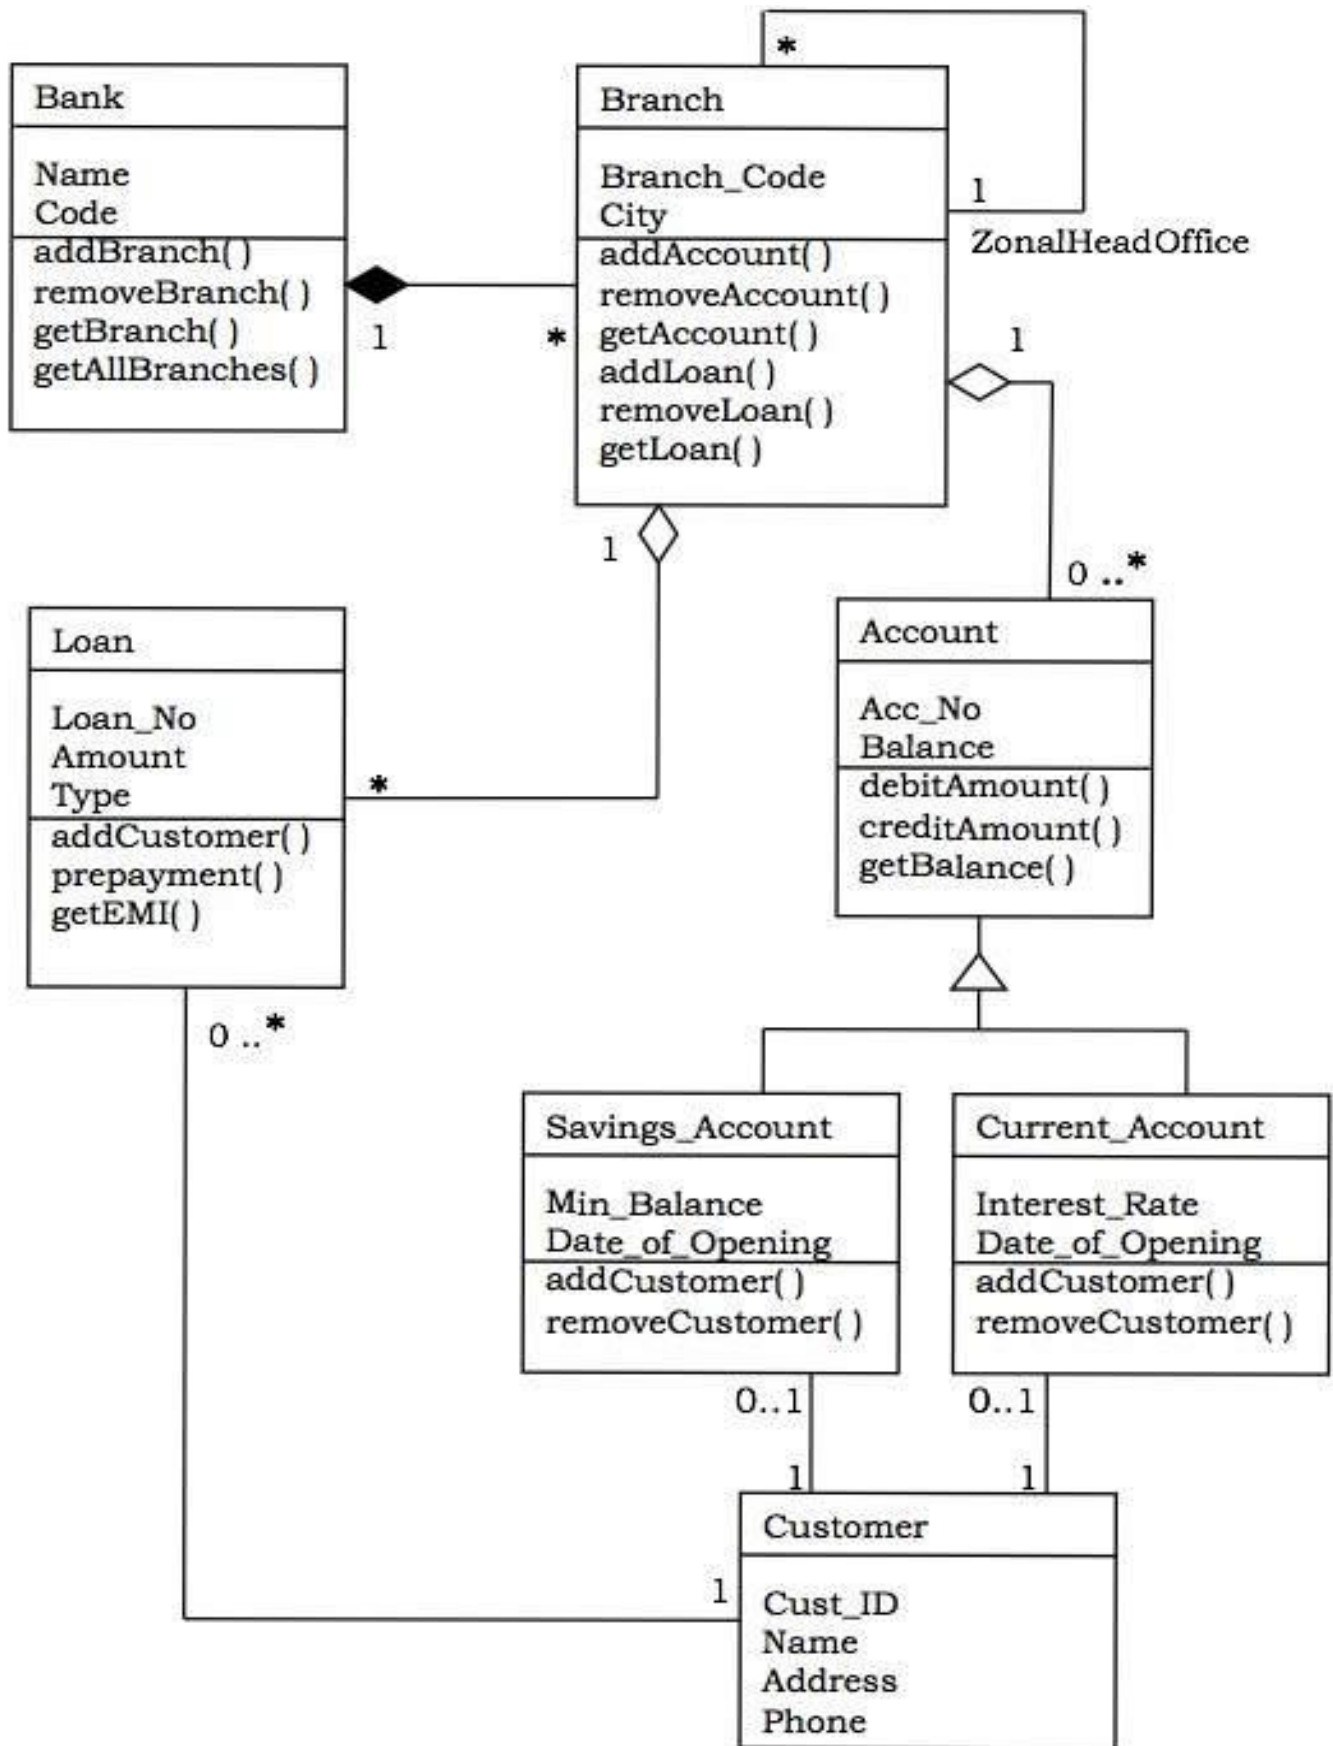 *
Bank
Name
Code
addBranch( )
removeBranch( )
getBranch( )
getAllBranches( )
1
*
Branch
Branch_Code
City
addAccount( )
removeAccount( )
getAccount( )
addLoan( )
removeLoan( )
getLoan( )
1
ZonalHeadOffice
1
1
0 ..*
Loan
Loan_No
Amount
Type
addCustomer( )
prepayment( )
getEMI( )
*
0 ..*
Account
Acc_No
Balance
debitAmount( )
creditAmount( )
getBalance( )
Savings_Account
Min_Balance
Date_of_Opening
addCustomer( )
removeCustomer( )
0..1
1
Current_Account
Interest_Rate
Date_of_Opening
addCustomer( )
removeCustomer( )
0..1
1
1
Customer
Cust_ID
Name
Address
Phone